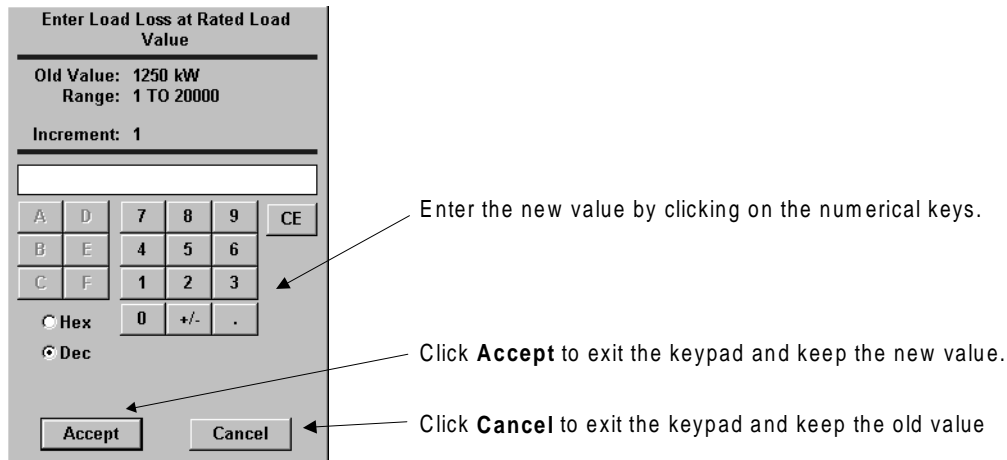 Enter Load Loss at Rated Load
Value
Old Value: 1250 kW
Range: 1 TO 20000
Increment: 1
A D 7 8 9 CE
B E 4 5 6
C F 1 2 3
Hex 0 +/- .
Dec
Accept Cancel
Enter the new value by clicking on the numerical keys.
Click Accept to exit the keypad and keep the new value.
Click Cancel to exit the keypad and keep the old value